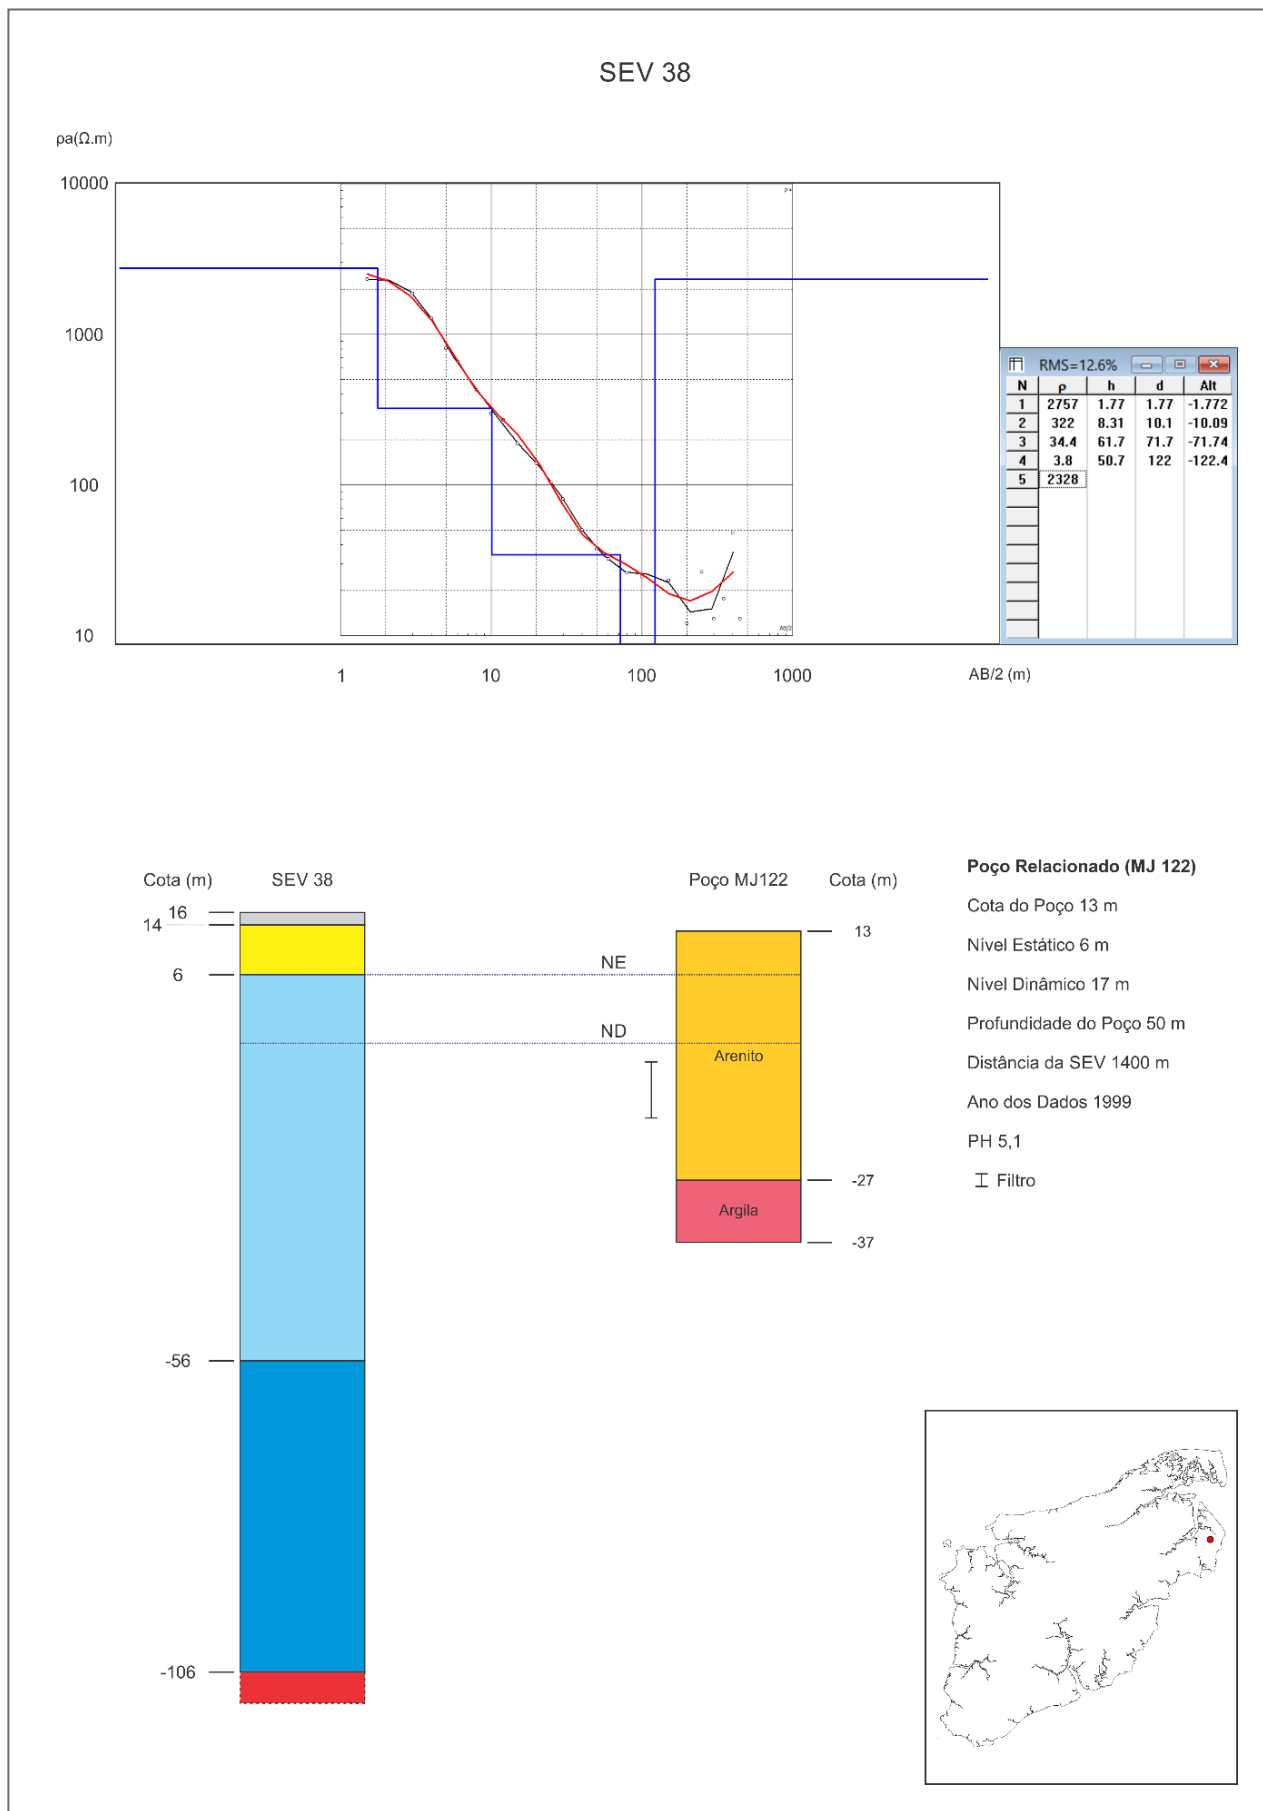 SEV 38
ρa(Ω.m)
10000
1000
100
10
1 10 100 1000 AB/2 (m)
AB/2
RMS=12.6%
N ρ h d Alt
1 2757 1.77 1.77 -1.772
2 322 8.31 10.1 -10.09
3 34.4 61.7 71.7 -71.74
4 3.8 50.7 122 -122.4
5 2328
Cota (m) SEV 38 Poço MJ122 Cota (m)
16
14
6
-56
-106
NE
ND
Arenito
Argila
13
-27
-37
Poço Relacionado (MJ 122)
Cota do Poço 13 m
Nível Estático 6 m
Nível Dinâmico 17 m
Profundidade do Poço 50 m
Distância da SEV 1400 m
Ano dos Dados 1999
PH 5,1
Filtro